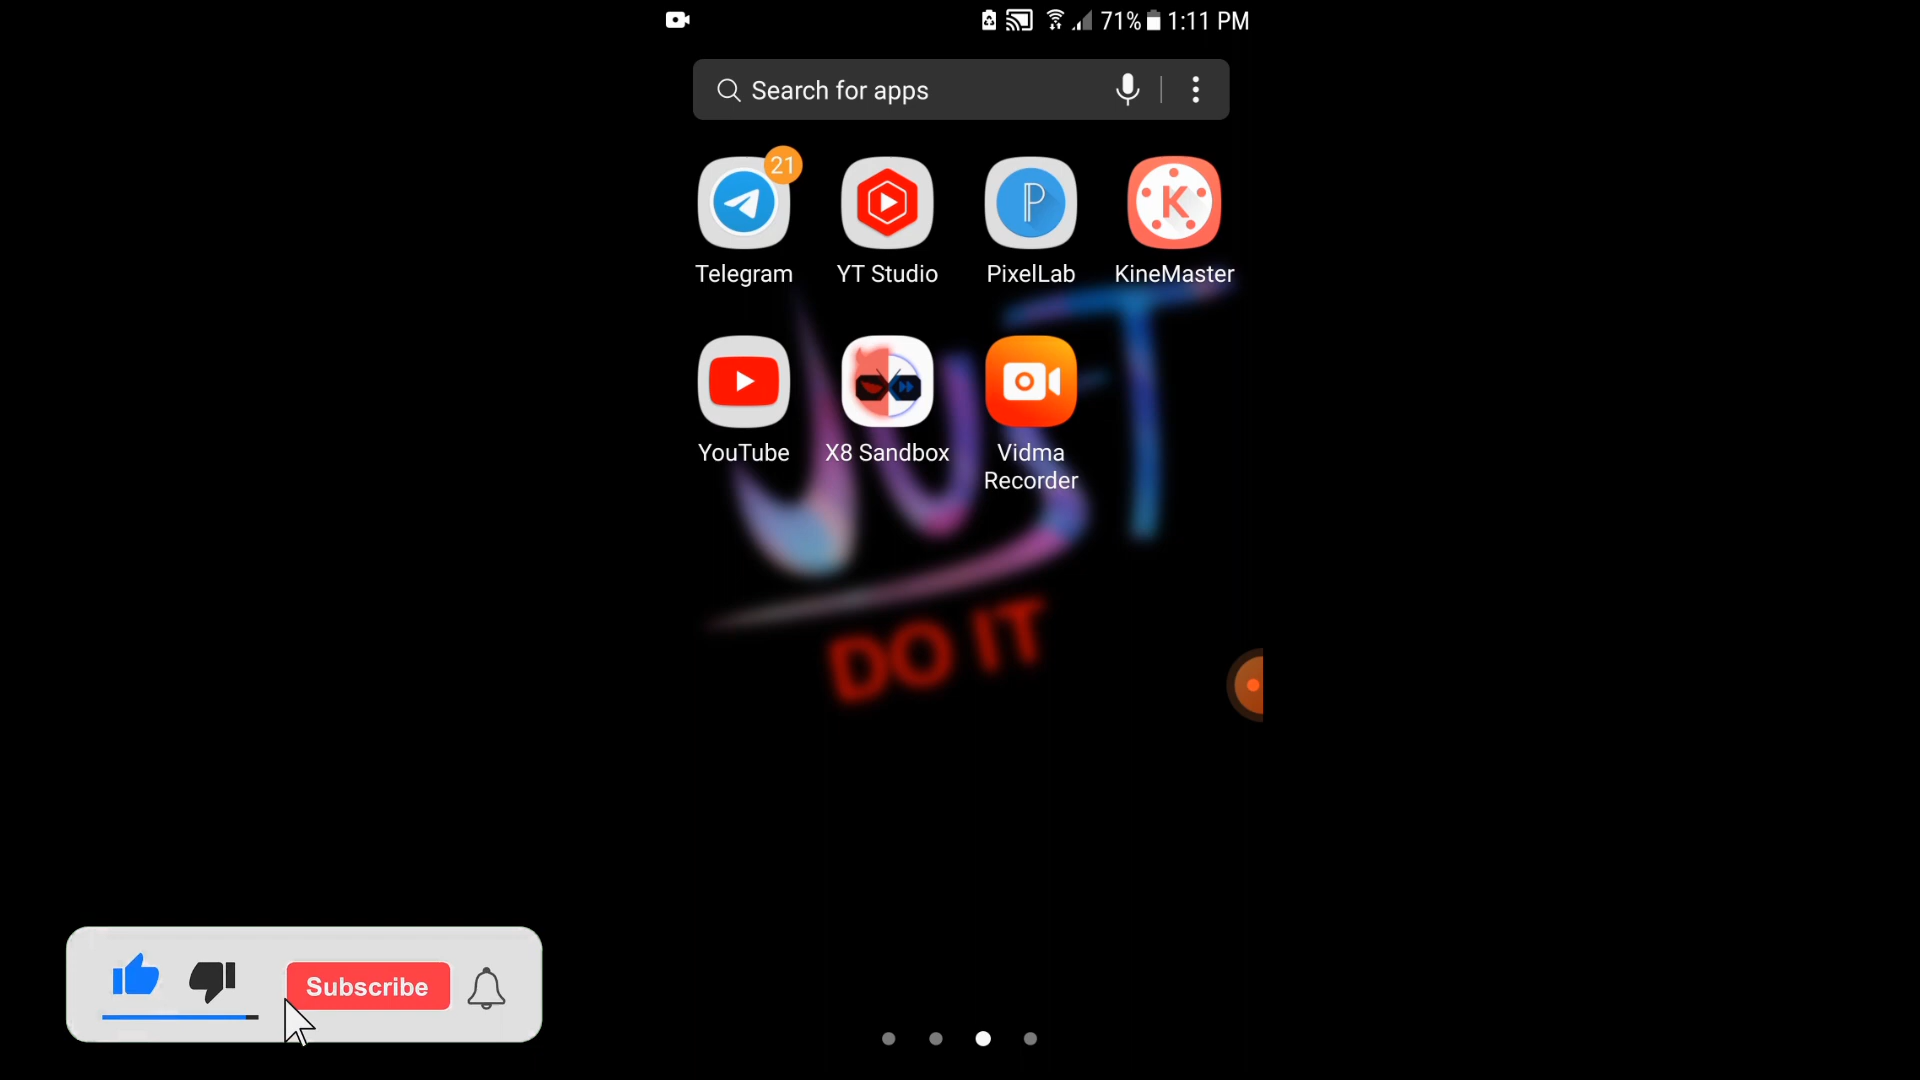 71% 1:11 PM
Search for apps
21
P
K
Telegram YT Studio PixelLab KineMaster
YouTube X8 Sandbox Vidma
Recorder
JUST
DO IT
Subscribe